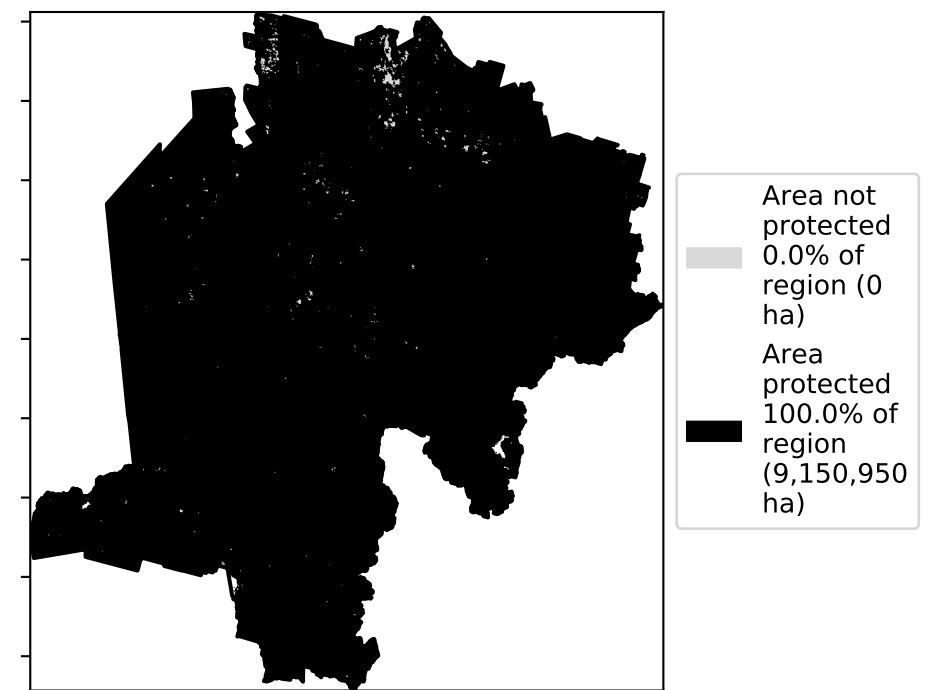 Area not
protected
0.0% of
region (0
ha)
Area
protected
100.0% of
region
(9,150,950
ha)